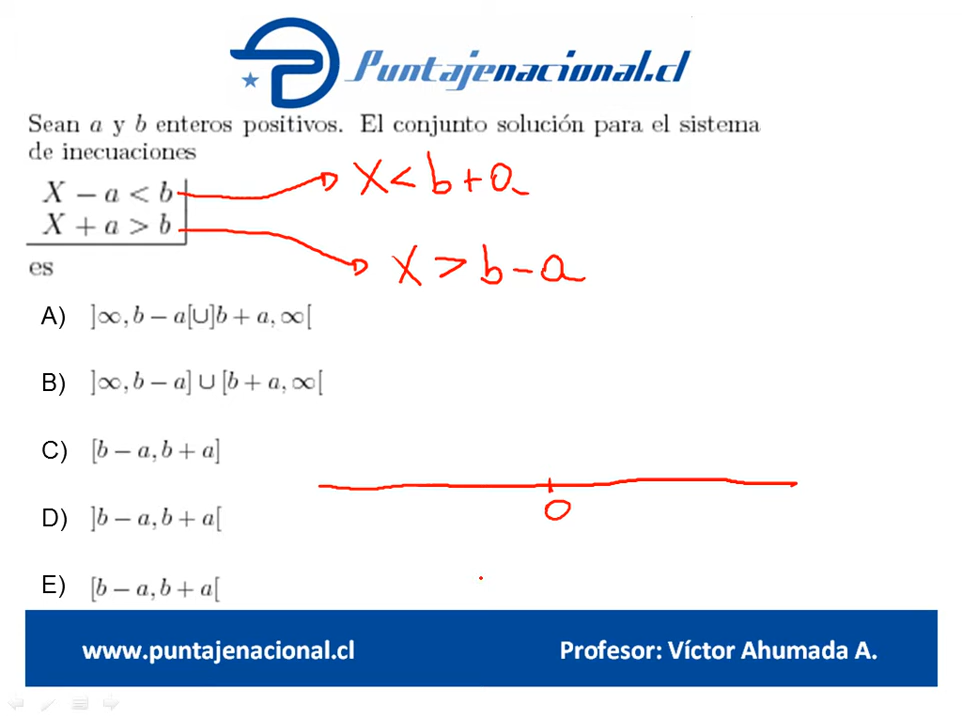 Puntajenacional.cl
Sean a y b enteros positivos. El conjunto solución para el sistema
de inecuaciones
X − a < b
X < b + a
X + a > b
X > b − a
es
A) ]∞, b − a[∪]b + a, ∞[
B) ]∞, b − a] ∪ [b + a, ∞[
C) [b − a, b + a]
D) ]b − a, b + a[
E) [b − a, b + a[
0
www.puntajenacional.cl
Profesor: Víctor Ahumada A.